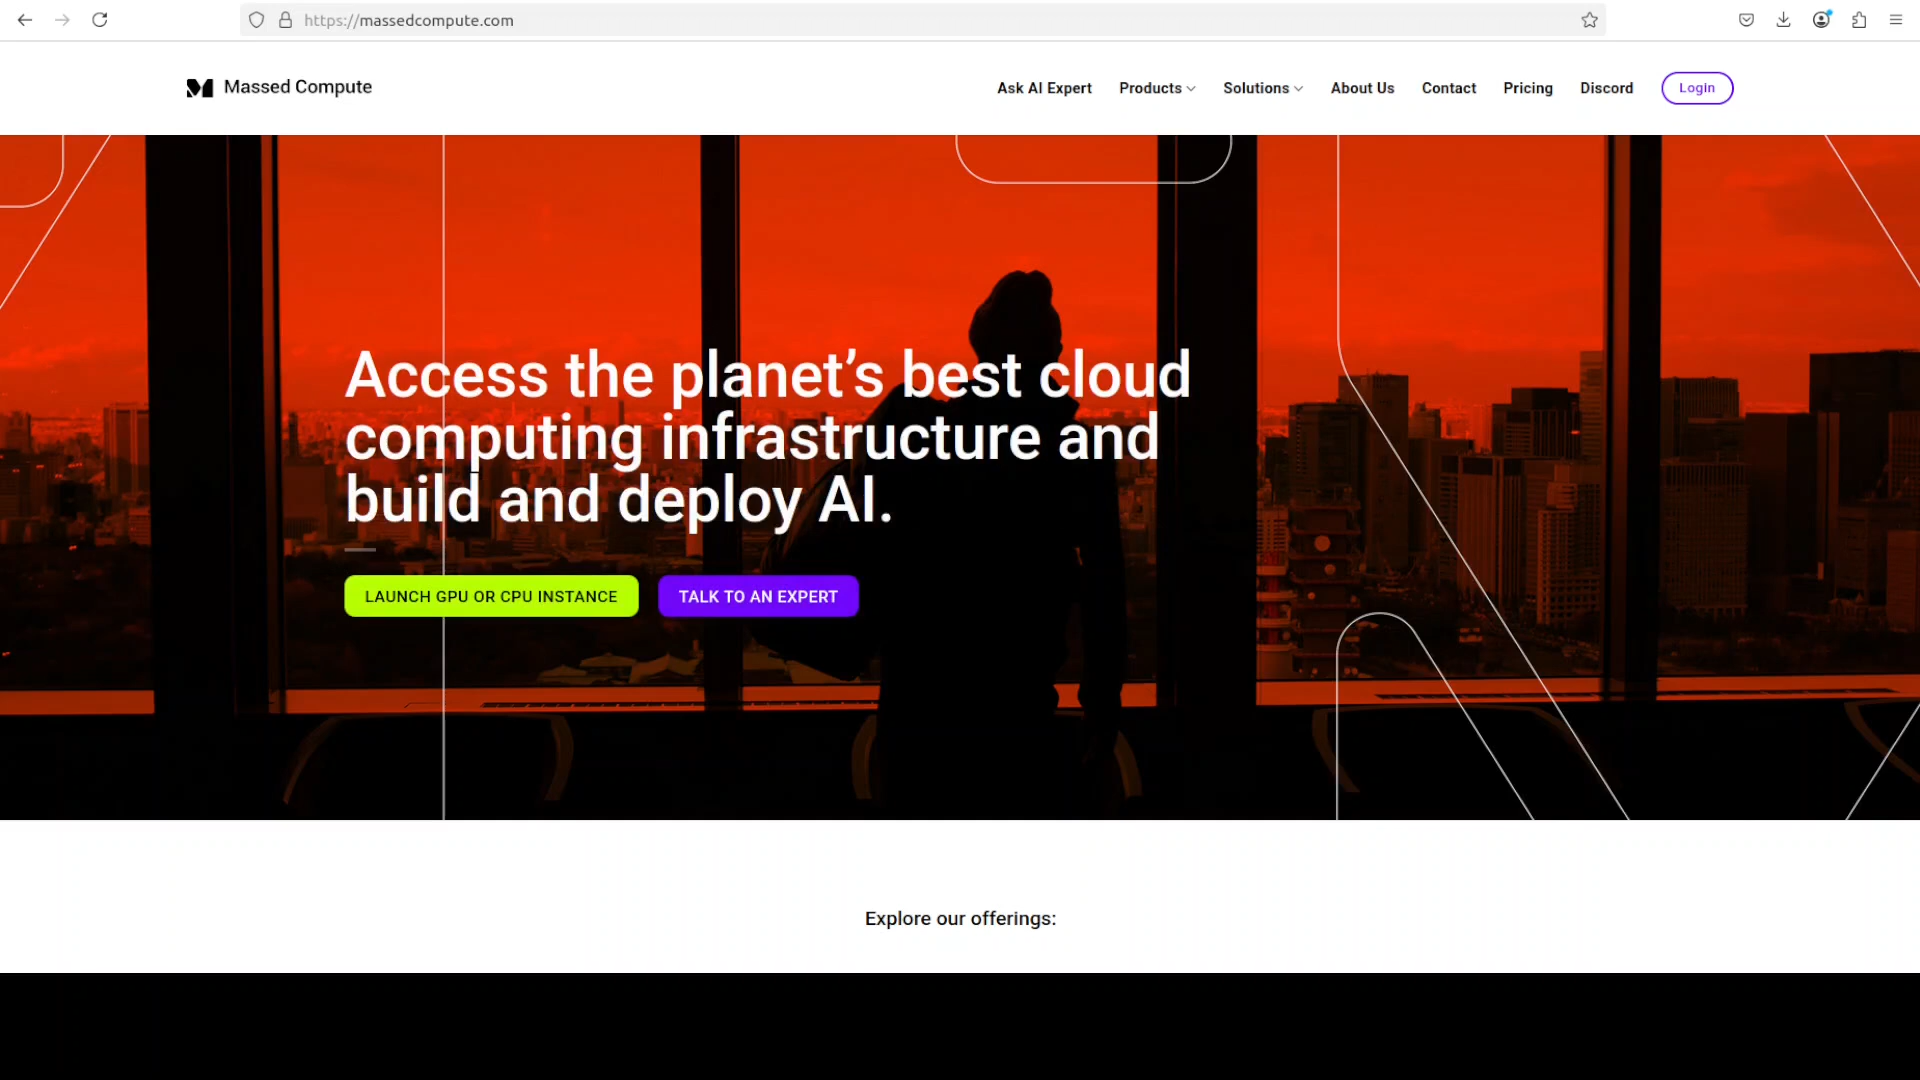 https://massedcompute.com
Massed Compute
Ask AI Expert
Products
Solutions
About Us
Contact
Pricing
Discord
Login
Access the planet’s best cloud
computing infrastructure and
build and deploy AI.
LAUNCH GPU OR CPU INSTANCE
TALK TO AN EXPERT
Explore our offerings: